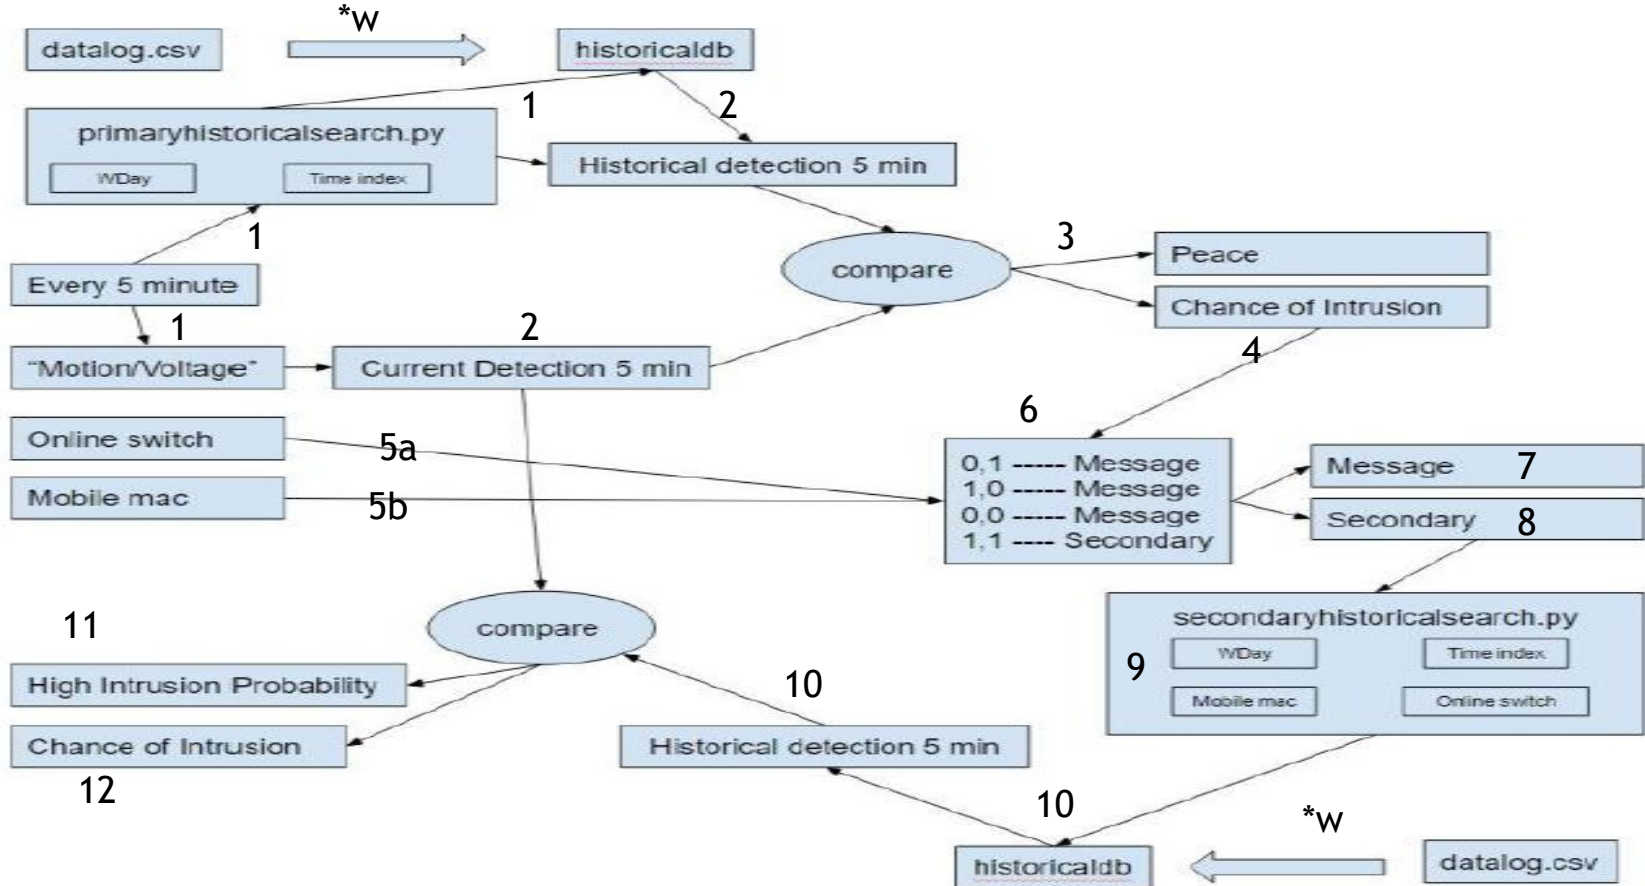 *w
datalog.csv
historicaldb
1
2
primaryhistoricalsearch.py
WDay
Time index
Historical detection 5 min
1
3
Peace
compare
Every 5 minute
Chance of Intrusion
1
2
4
"Motion/Voltage"
Current Detection 5 min
6
Online switch
5a
0,1 ----- Message
1,0 ----- Message
0,0 ----- Message
1,1 ---- Secondary
Message
7
Mobile mac
5b
Secondary
8
11
compare
secondaryhistoricalsearch.py
9
WDay
Time index
Mobile mac
Online switch
High Intrusion Probability
10
Chance of Intrusion
Historical detection 5 min
12
10
*w
historicaldb
datalog.csv